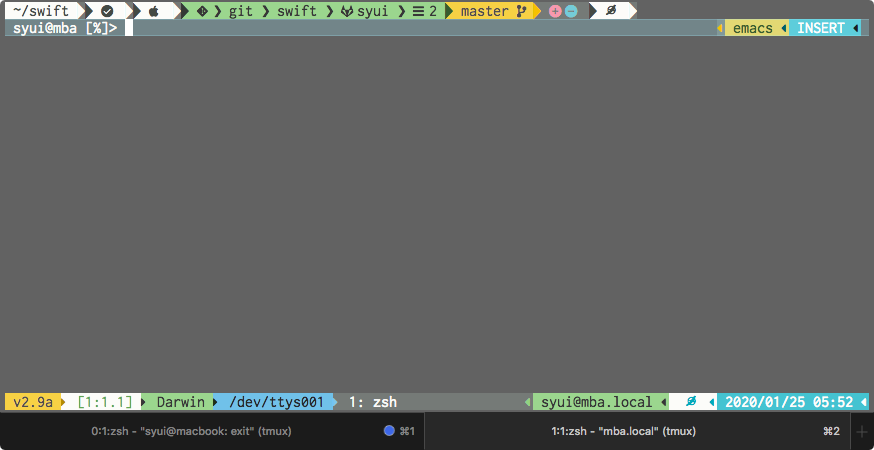 ~/swift git ❯ swift ❯ syui ❯ 2 master
syui@mba [%]> emacs INSERT
v2.9a [1:1.1] Darwin /dev/ttys001 1: zsh syui@mba.local 2020/01/25 05:52
0:1:zsh - "syui@macbook: exit" (tmux) ⌘1 1:1:zsh - "mba.local" (tmux) ⌘2 +